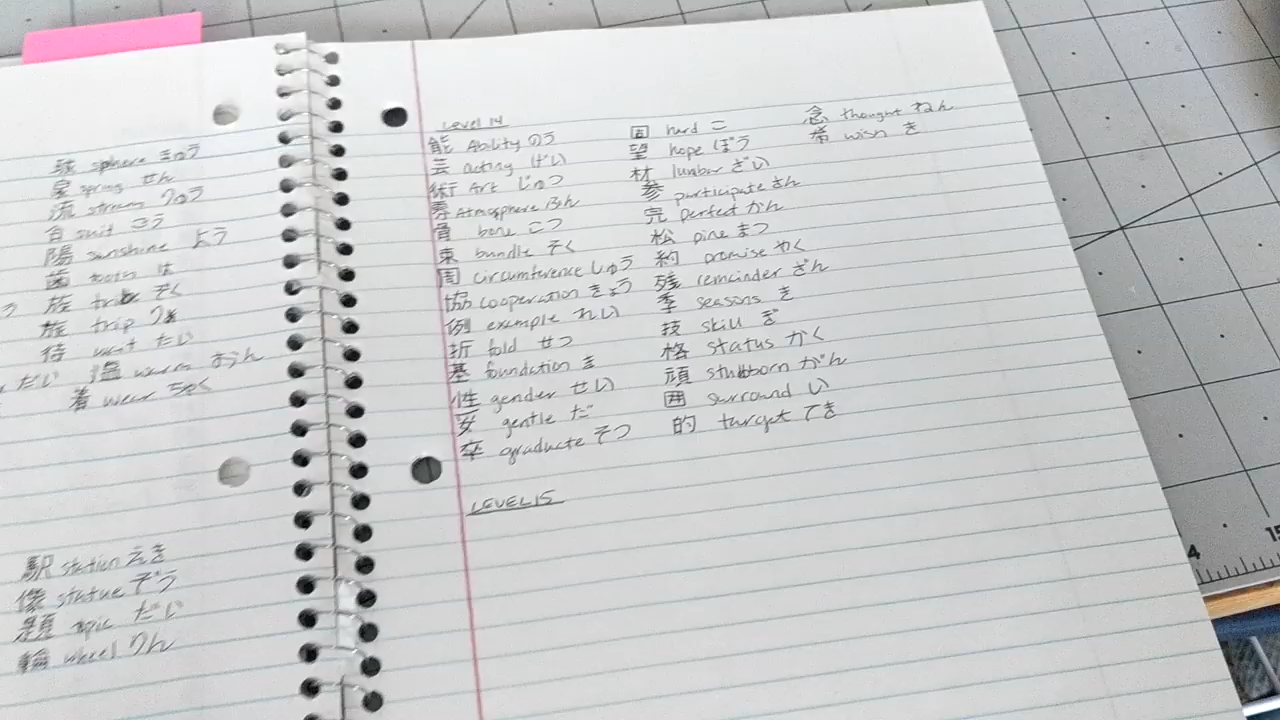 球 sphere きゅう
泉 spring せん
流 stream りゅう
合 suit ごう
陽 sunshine よう
歯 tooth は
族 tribe ぞく
旅 trip りょ
待 wait たい
だい 温 warm おうん
着 wear ちゃく
駅 station えき
像 statue ぞう
題 topic だい
輪 wheel りん
Level 14
能 Ability のう
芸 acting げい
術 Art じゅつ
雰 Atmosphere ふん
骨 bone こつ
束 bundle そく
周 circumference しゅう
協 cooperation きょう
例 example れい
折 fold せつ
基 foundation き
性 gender せい
妥 gentle だ
卒 graduate そつ
固 hard こ
望 hope ぼう
材 lumber ざい
参 participate さん
完 perfect かん
松 pine まつ
約 promise やく
残 remainder ざん
季 seasons き
技 skill ぎ
格 status かく
頑 stubborn がん
囲 surround い
的 target てき
念 thought ねん
希 wish き
LEVEL 15
4
15